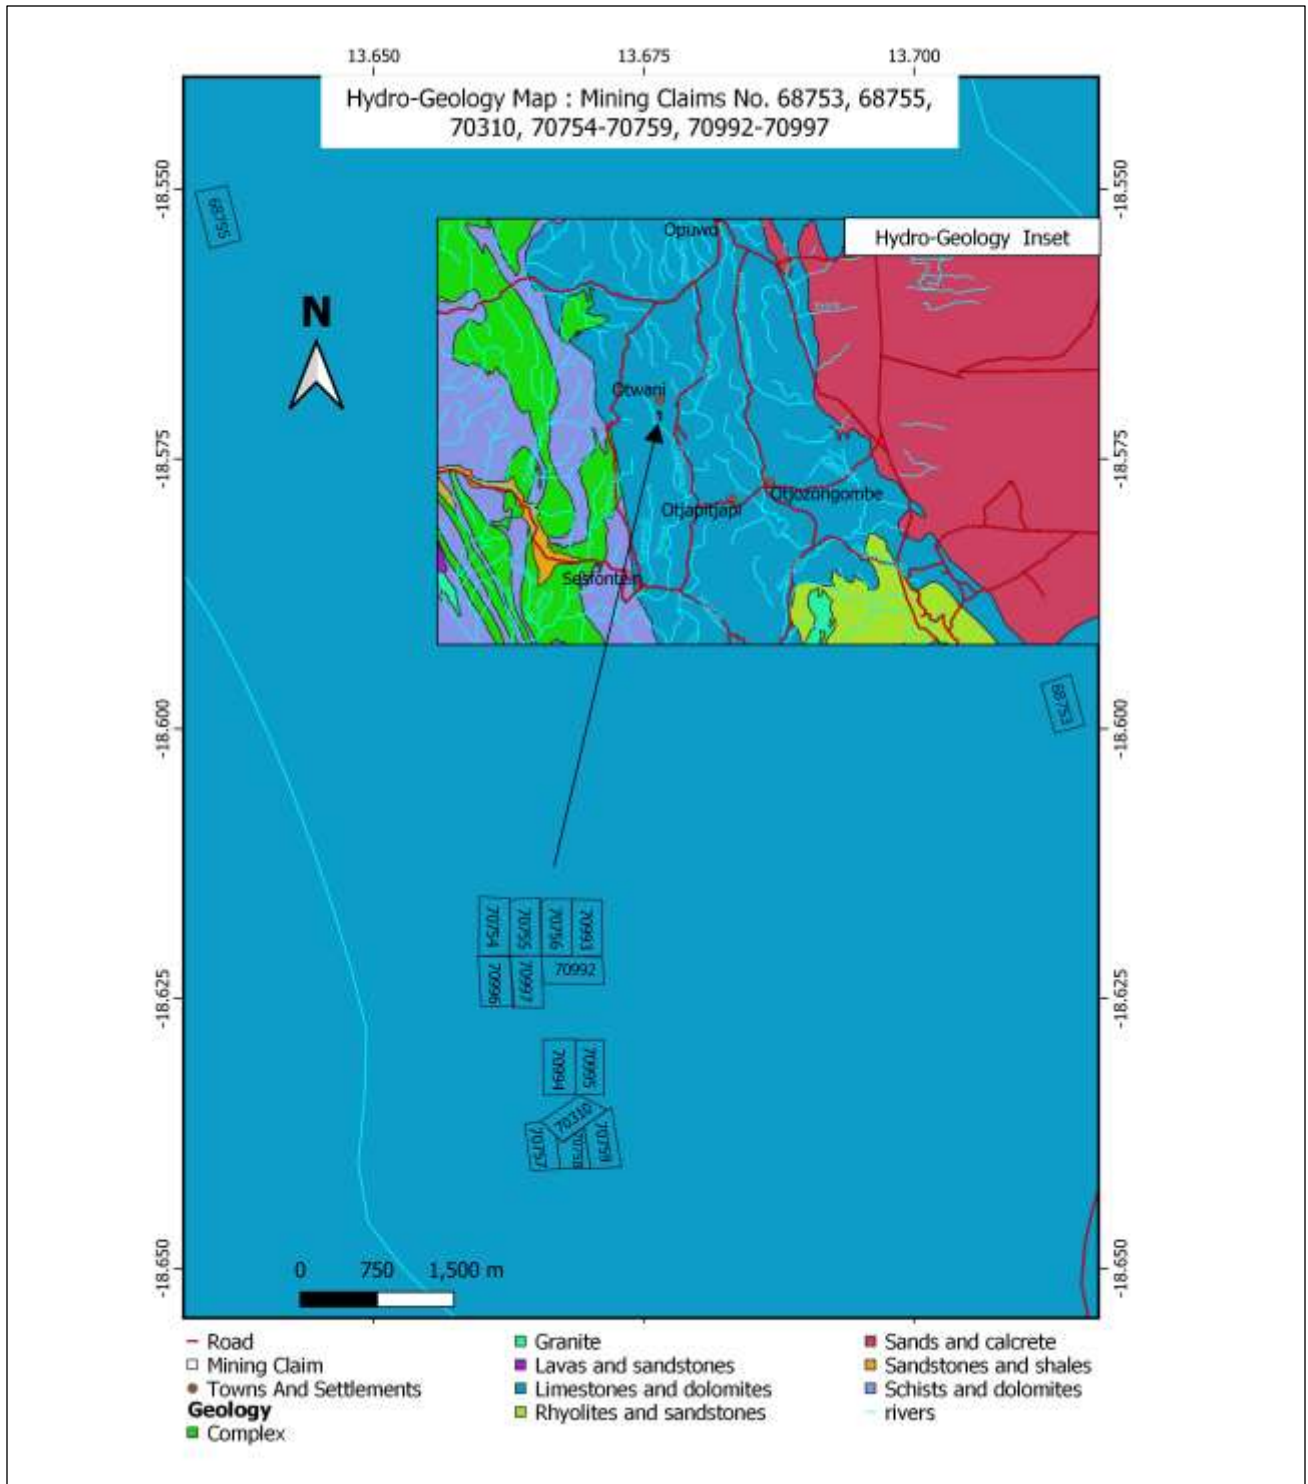 13.650 13.675 13.700
Hydro-Geology Map : Mining Claims No. 68753, 68755,
70310, 70754-70759, 70992-70997
-18.550 -18.550
68755
Opuwo
Hydro-Geology Inset
N
Otwani
-18.575 -18.575
Otjozongombe
Otjapitjapi
Sesfontein
68753
-18.600 -18.600
70754 70755 70756 70993
70996 70997 70992
-18.625 -18.625
70994 70995
70310
70757 70758 70759
-18.650 -18.650
0 750 1,500 m
Road
Mining Claim
Towns And Settlements
Geology
Complex
Granite
Lavas and sandstones
Limestones and dolomites
Rhyolites and sandstones
Sands and calcrete
Sandstones and shales
Schists and dolomites
rivers